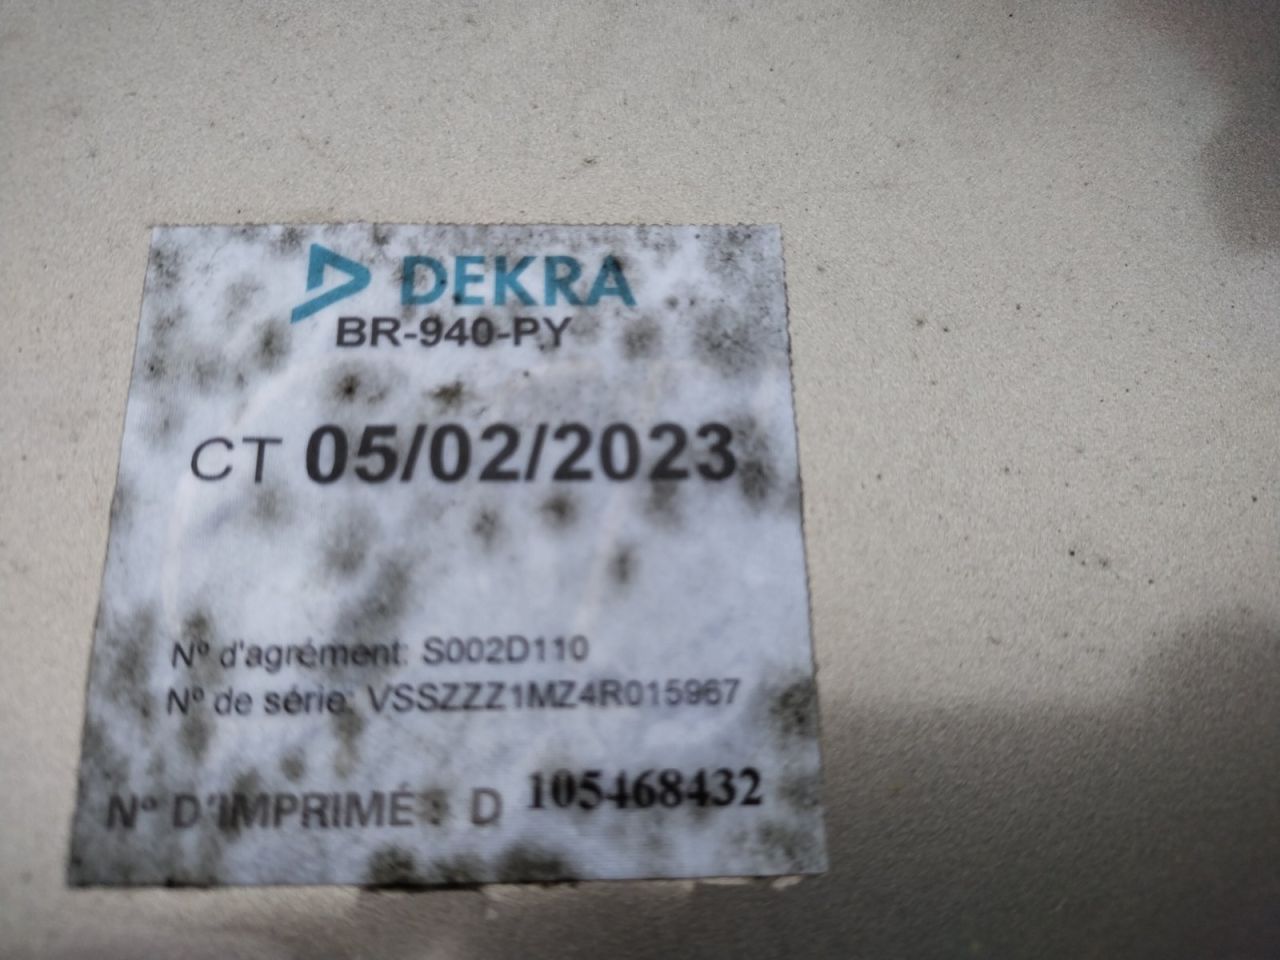 DEKRA
BR-940-PY
CT 05/02/2023
N° d'agrément: S002D110
N° de série: VSSZZZ1MZ4R015967
N° D'IMPRIMÉ : D 105468432